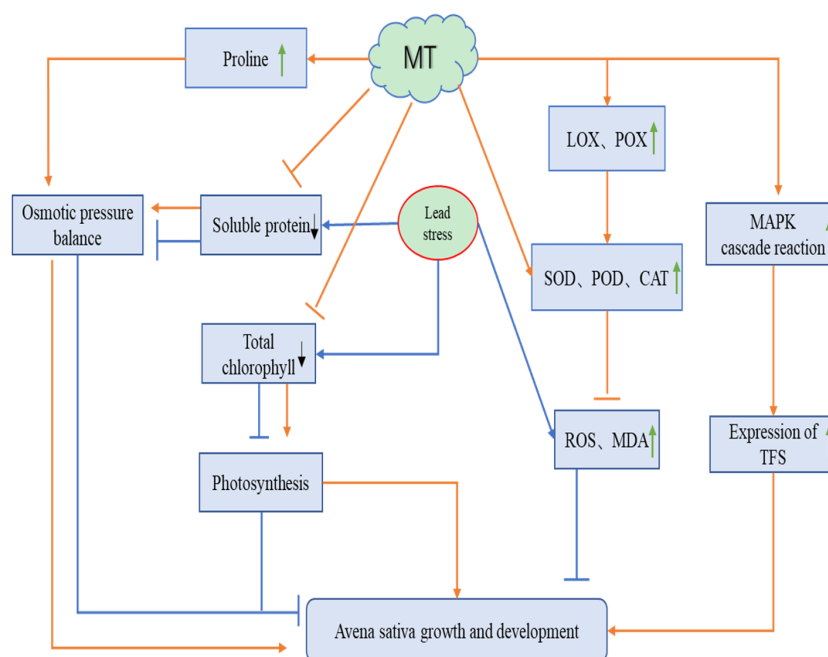 MT
Proline
LOX、POX
Osmotic pressure
balance
Soluble protein
Lead
stress
MAPK
cascade reaction
SOD、POD、CAT
Total
chlorophyll
ROS、MDA
Expression of
TFS
Photosynthesis
Avena sativa growth and development